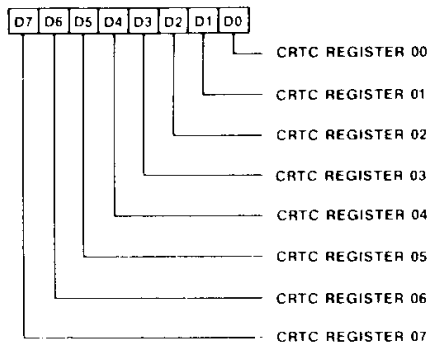 D7 D6 D5 D4 D3 D2 D1 D0
CRTC REGISTER 00
CRTC REGISTER 01
CRTC REGISTER 02
CRTC REGISTER 03
CRTC REGISTER 04
CRTC REGISTER 05
CRTC REGISTER 06
CRTC REGISTER 07